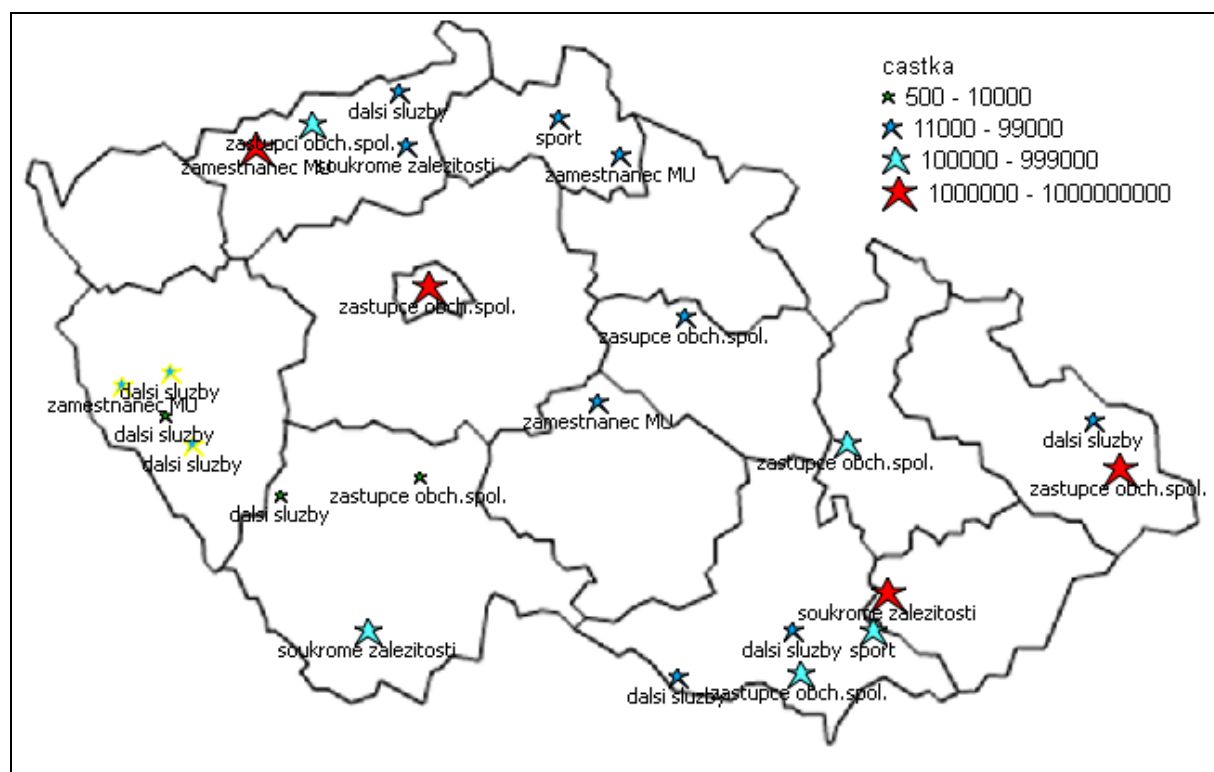 castka
500 - 10000
11000 - 99000
100000 - 999000
1000000 - 1000000000
dalsi sluzby
zastupci obch.spol.
sport
zamestnanec MU
soukrome zalezitosti
zamestnanec MU
zastupce obch.spol.
zasupce obch.spol.
dalsi sluzby
zamestnanec MU
dalsi sluzby
zamestnanec MU
dalsi sluzby
zastupce obch.spol.
dalsi sluzby
dalsi sluzby
zastupce obch.spol.
zastupce obch.spol.
dalsi sluzby
soukrome zalezitosti
soukrome zalezitosti
dalsi sluzby
sport
dalsi sluzby
zastupce obch.spol.